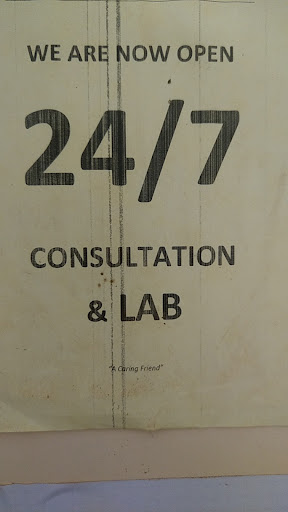 WE ARE NOW OPEN
24/7
CONSULTATION
& LAB
"A Caring Friend"